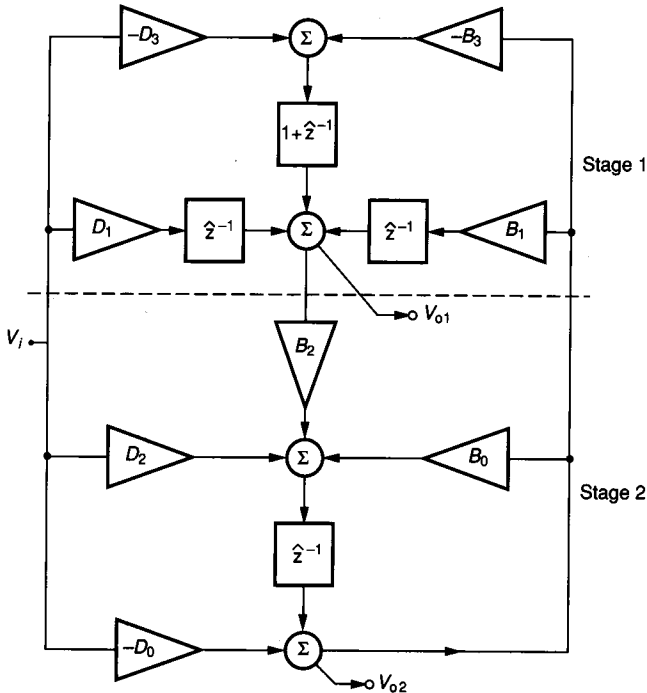 −D₃
Σ
−B₃
1 + ẑ⁻¹
Stage 1
D₁
ẑ⁻¹
Σ
ẑ⁻¹
B₁
Vₒ₁
Vᵢ
B₂
D₂
Σ
B₀
Stage 2
ẑ⁻¹
−D₀
Σ
Vₒ₂